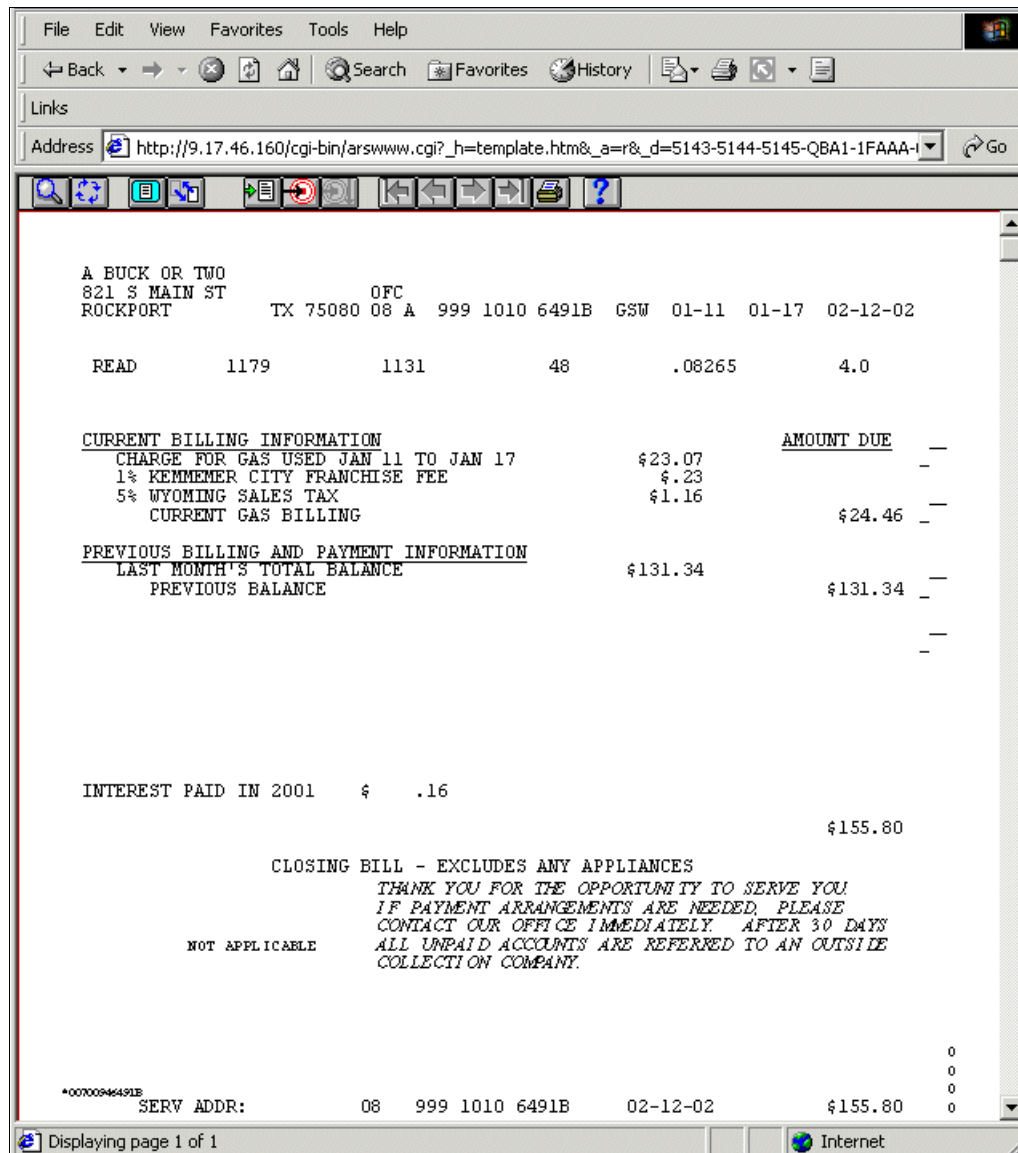 File Edit View Favorites Tools Help
Back Search Favorites History
Links
Address http://9.17.46.160/cgi-bin/arswww.cgi?_h=template.htm&_a=r&_d=5143-5144-5145-QBA1-1FAAA- Go
A BUCK OR TWO
821 S MAIN ST OFC
ROCKPORT TX 75080 08 A 999 1010 6491B GSW 01-11 01-17 02-12-02
READ 1179 1131 48 .08265 4.0
CURRENT BILLING INFORMATION AMOUNT DUE
CHARGE FOR GAS USED JAN 11 TO JAN 17 $23.07
1% KEMMEMER CITY FRANCHISE FEE $.23
5% WYOMING SALES TAX $1.16
CURRENT GAS BILLING $24.46
PREVIOUS BILLING AND PAYMENT INFORMATION
LAST MONTH'S TOTAL BALANCE $131.34
PREVIOUS BALANCE $131.34
INTEREST PAID IN 2001 $ .16
$155.80
CLOSING BILL - EXCLUDES ANY APPLIANCES
THANK YOU FOR THE OPPORTUNITY TO SERVE YOU.
IF PAYMENT ARRANGEMENTS ARE NEEDED, PLEASE
CONTACT OUR OFFICE IMMEDIATELY. AFTER 30 DAYS
NOT APPLICABLE ALL UNPAID ACCOUNTS ARE REFERRED TO AN OUTSIDE
COLLECTION COMPANY.
0
0
*00700946491B 0
SERV ADDR: 08 999 1010 6491B 02-12-02 $155.80 0
Displaying page 1 of 1 Internet